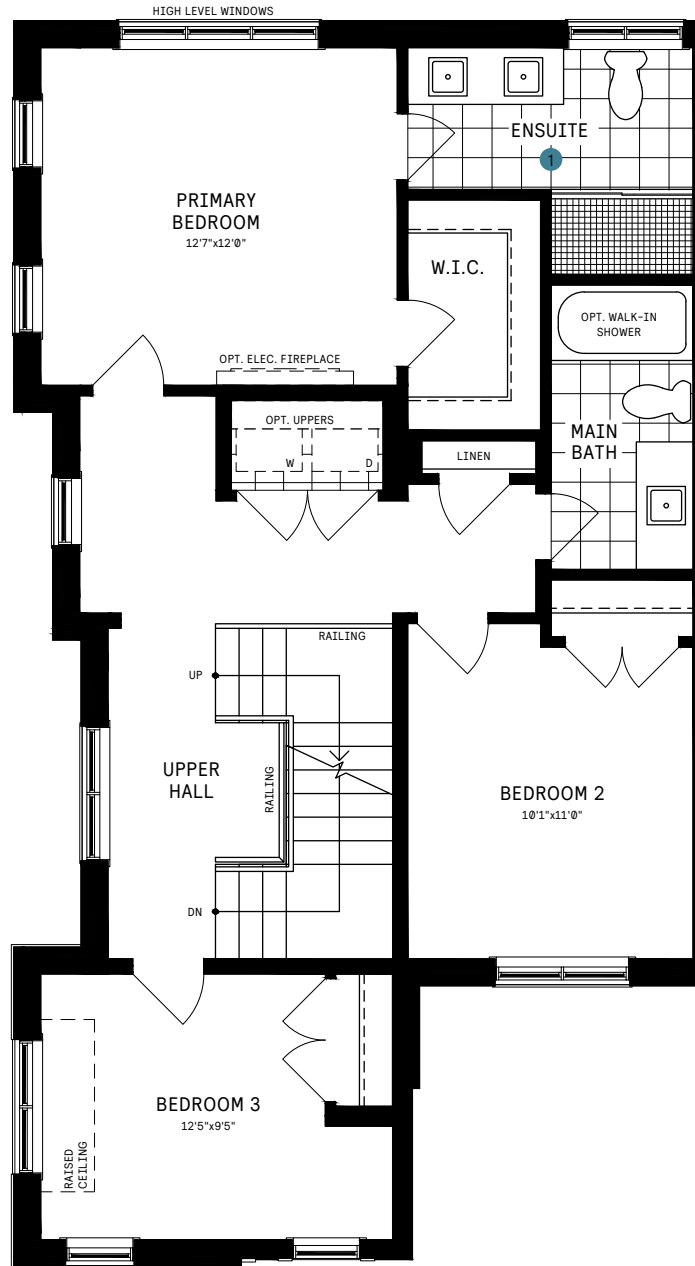 HIGH LEVEL WINDOWS
ENSUITE
1
PRIMARY
BEDROOM
12'7"x12'0"
W.I.C.
OPT. WALK-IN
SHOWER
OPT. ELEC. FIREPLACE
OPT. UPPERS
W
D
LINEN
MAIN
BATH
RAILING
UP
UPPER
HALL
RAILING
DN
BEDROOM 2
10'1"x11'0"
BEDROOM 3
12'5"x9'5"
RAISED
CEILING